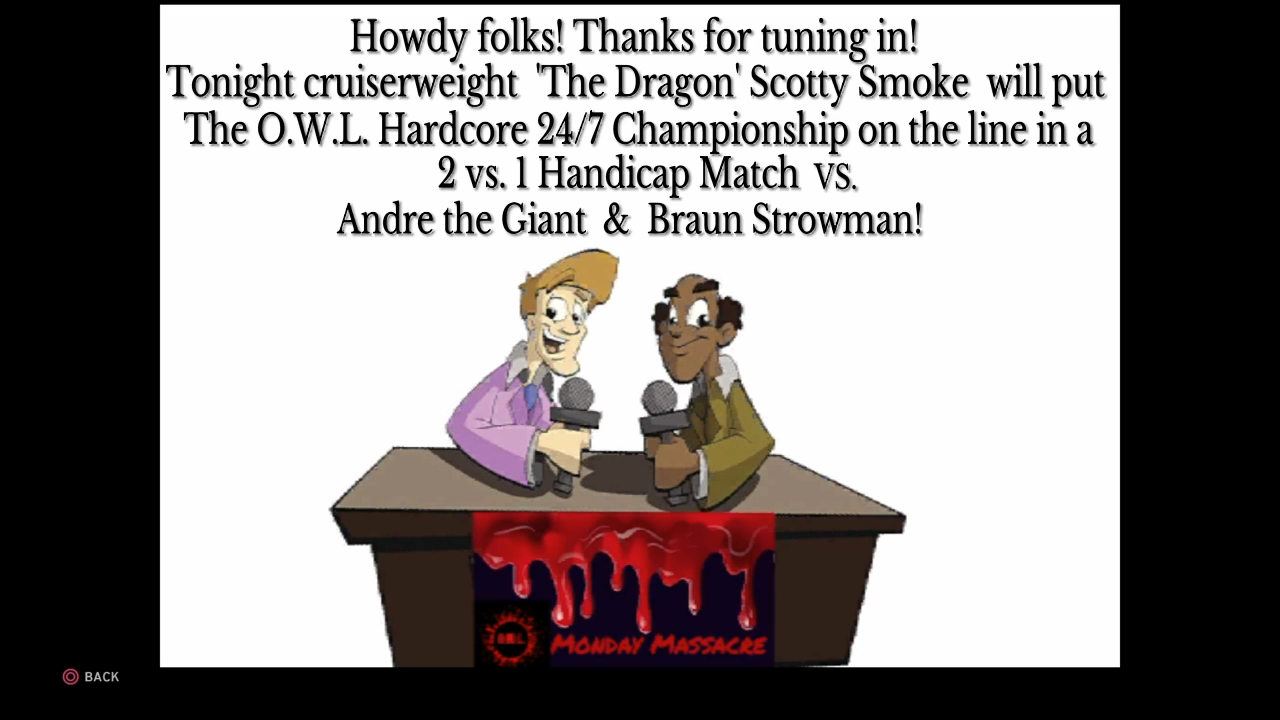 Howdy folks! Thanks for tuning in!
Tonight cruiserweight 'The Dragon' Scotty Smoke will put
The O.W.L. Hardcore 24/7 Championship on the line in a
2 vs. 1 Handicap Match VS.
Andre the Giant & Braun Strowman!
MONDAY MASSACRE
BACK